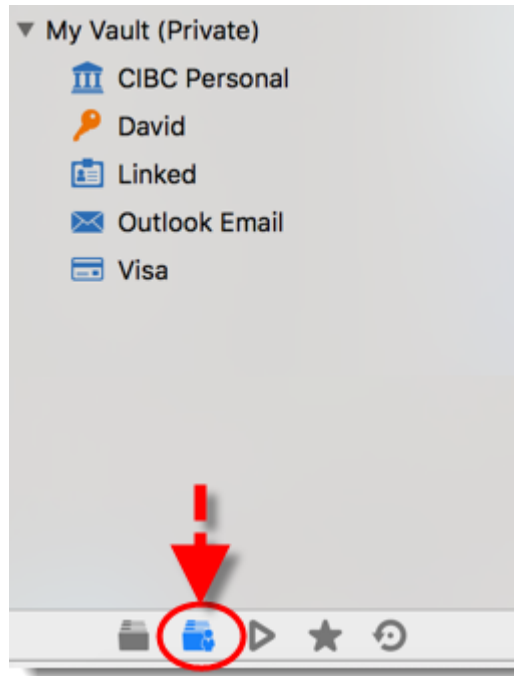 My Vault (Private)
CIBC Personal
David
Linked
Outlook Email
Visa